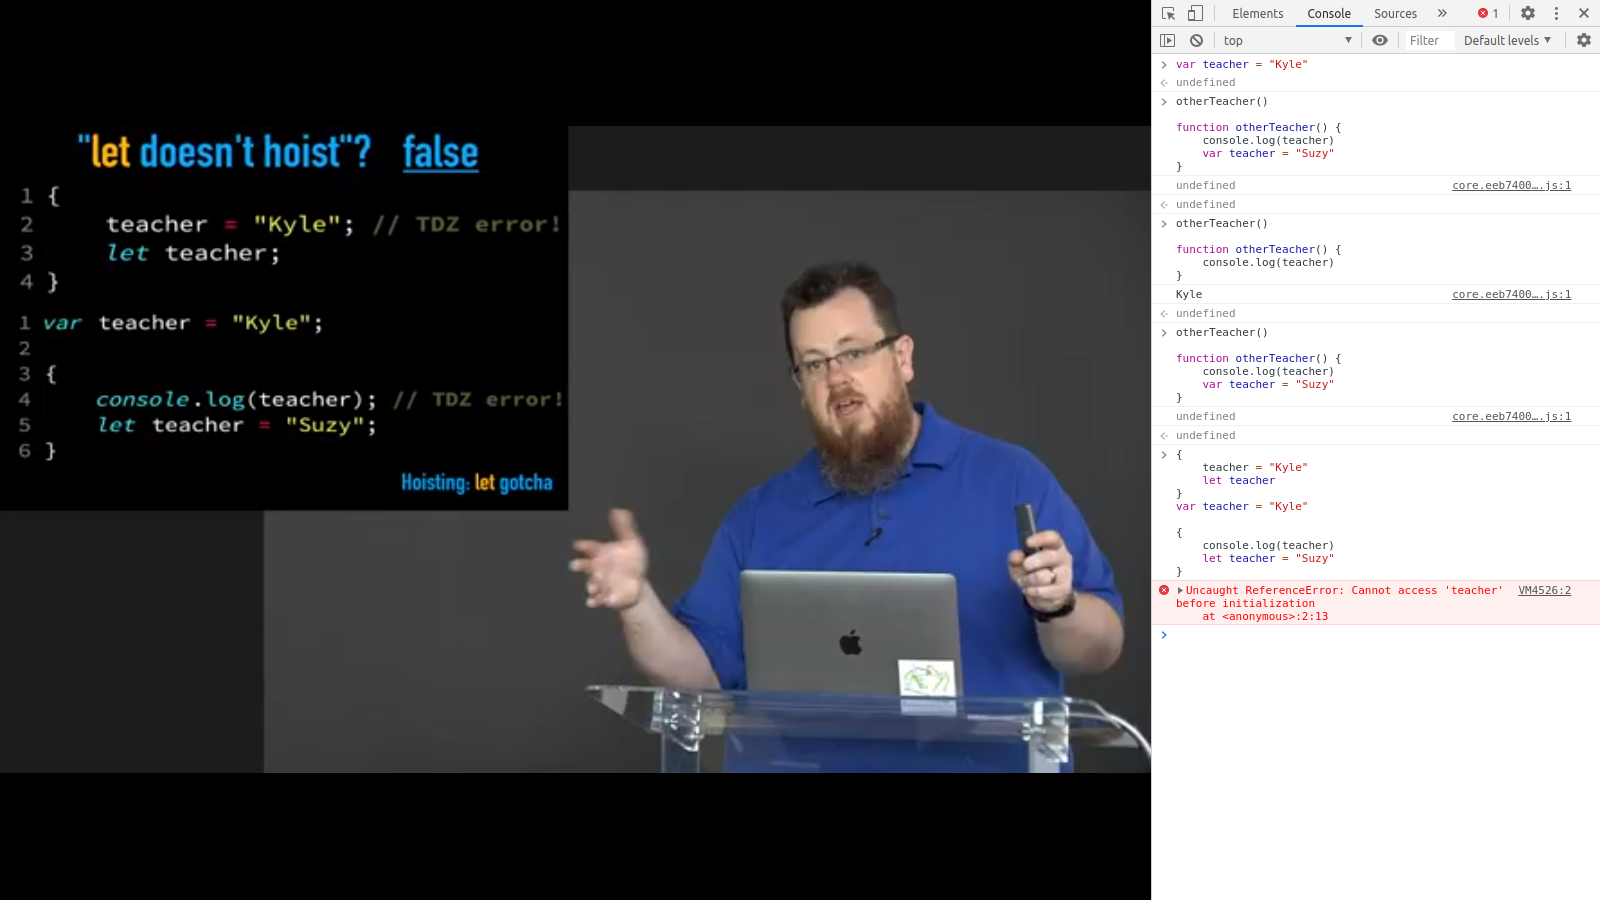 "let doesn't hoist"? false
1 {
2 teacher = "Kyle"; // TDZ error!
3 let teacher;
4 }
1 var teacher = "Kyle";
2
3 {
4 console.log(teacher); // TDZ error!
5 let teacher = "Suzy";
6 }
Hoisting: let gotcha
Elements Console Sources » 1
top Filter Default levels
var teacher = "Kyle"
undefined
otherTeacher()
function otherTeacher() {
console.log(teacher)
var teacher = "Suzy"
}
undefined core.eeb7400….js:1
undefined
otherTeacher()
function otherTeacher() {
console.log(teacher)
}
Kyle core.eeb7400….js:1
undefined
otherTeacher()
function otherTeacher() {
console.log(teacher)
var teacher = "Suzy"
}
undefined core.eeb7400….js:1
undefined
{
teacher = "Kyle"
let teacher
}
var teacher = "Kyle"
{
console.log(teacher)
let teacher = "Suzy"
}
Uncaught ReferenceError: Cannot access 'teacher' VM4526:2
before initialization
at <anonymous>:2:13